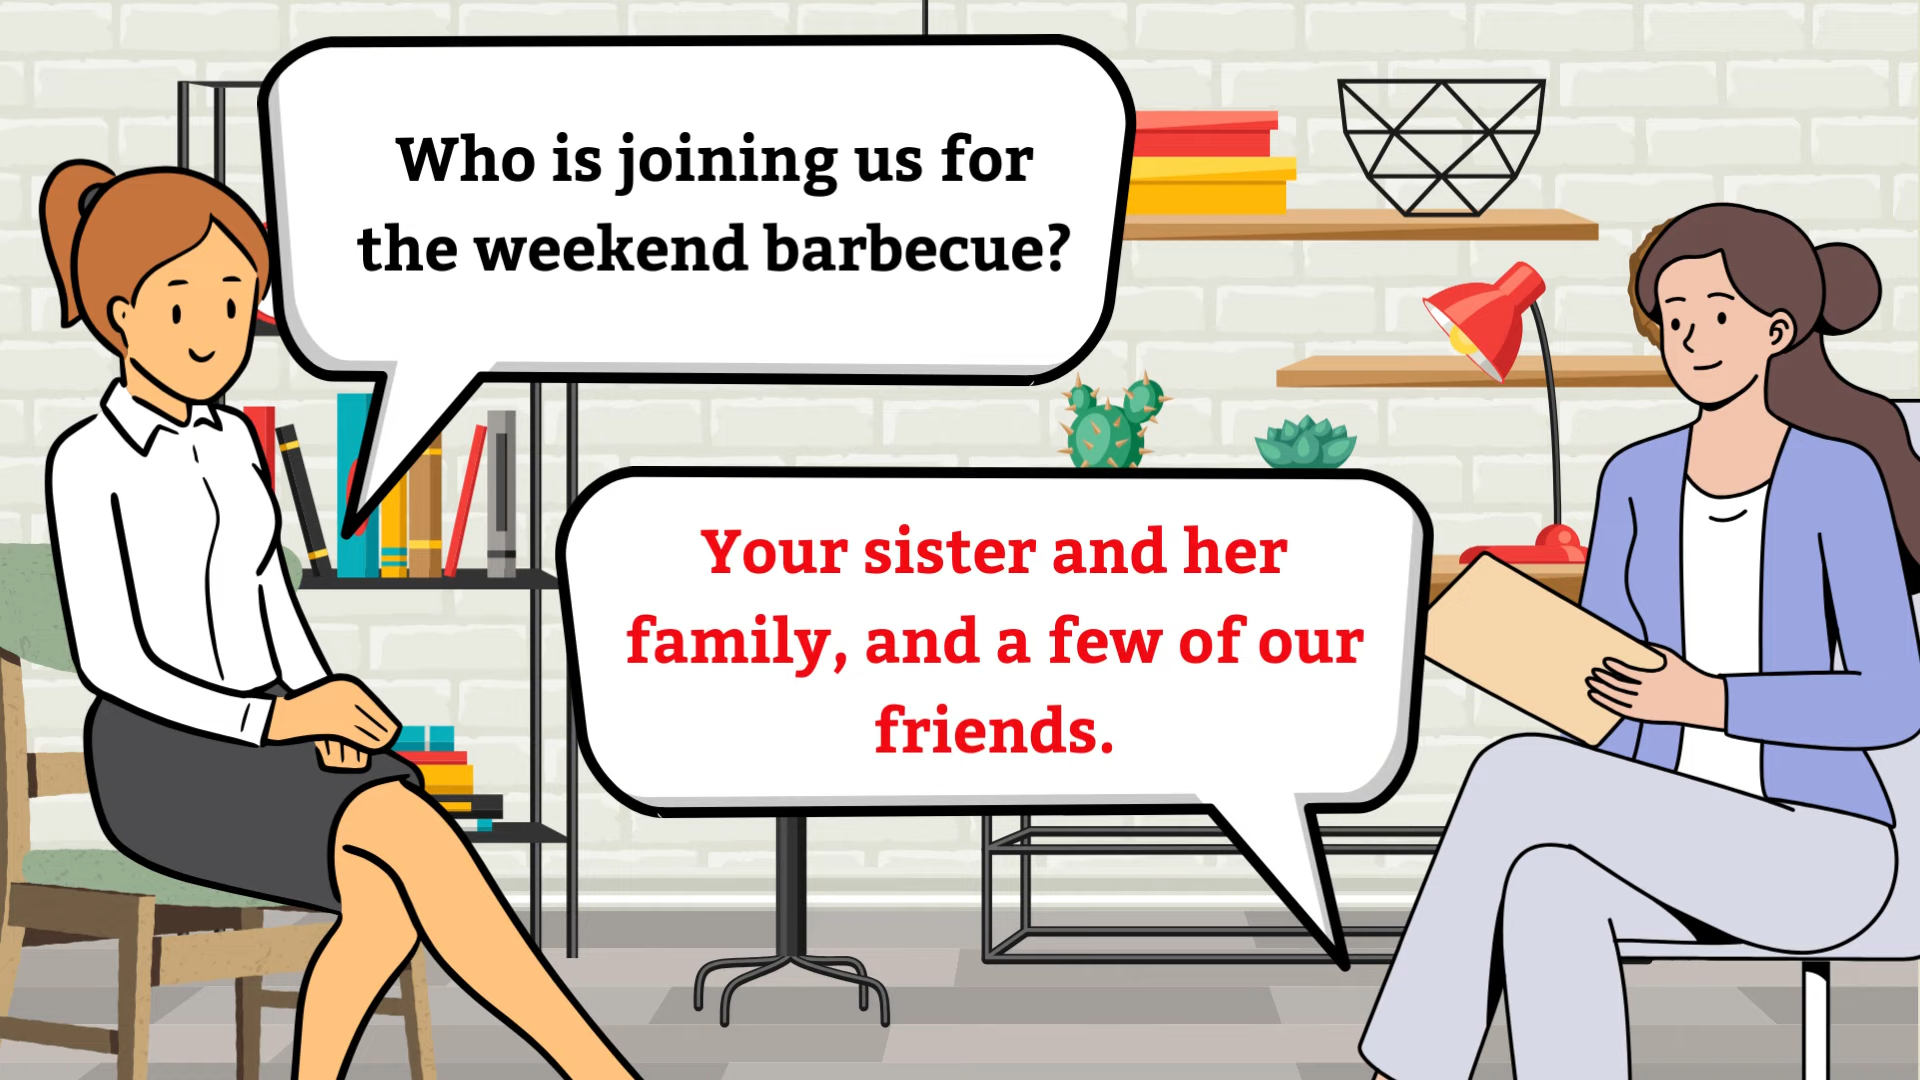 Who is joining us for
the weekend barbecue?
Your sister and her
family, and a few of our
friends.